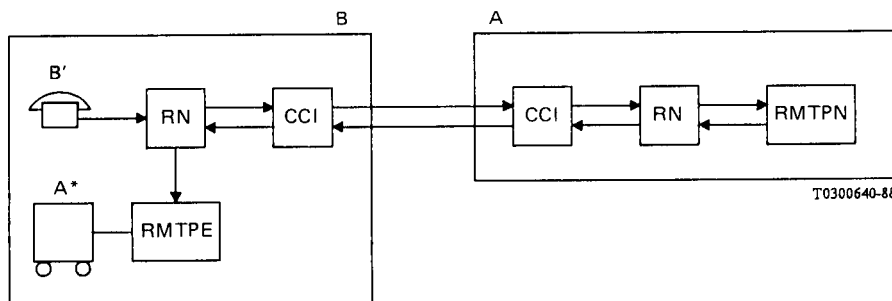 B
A
B'
RN
CCI
CCI
RN
RMTPN
T0300640-88
A*
RMTPE